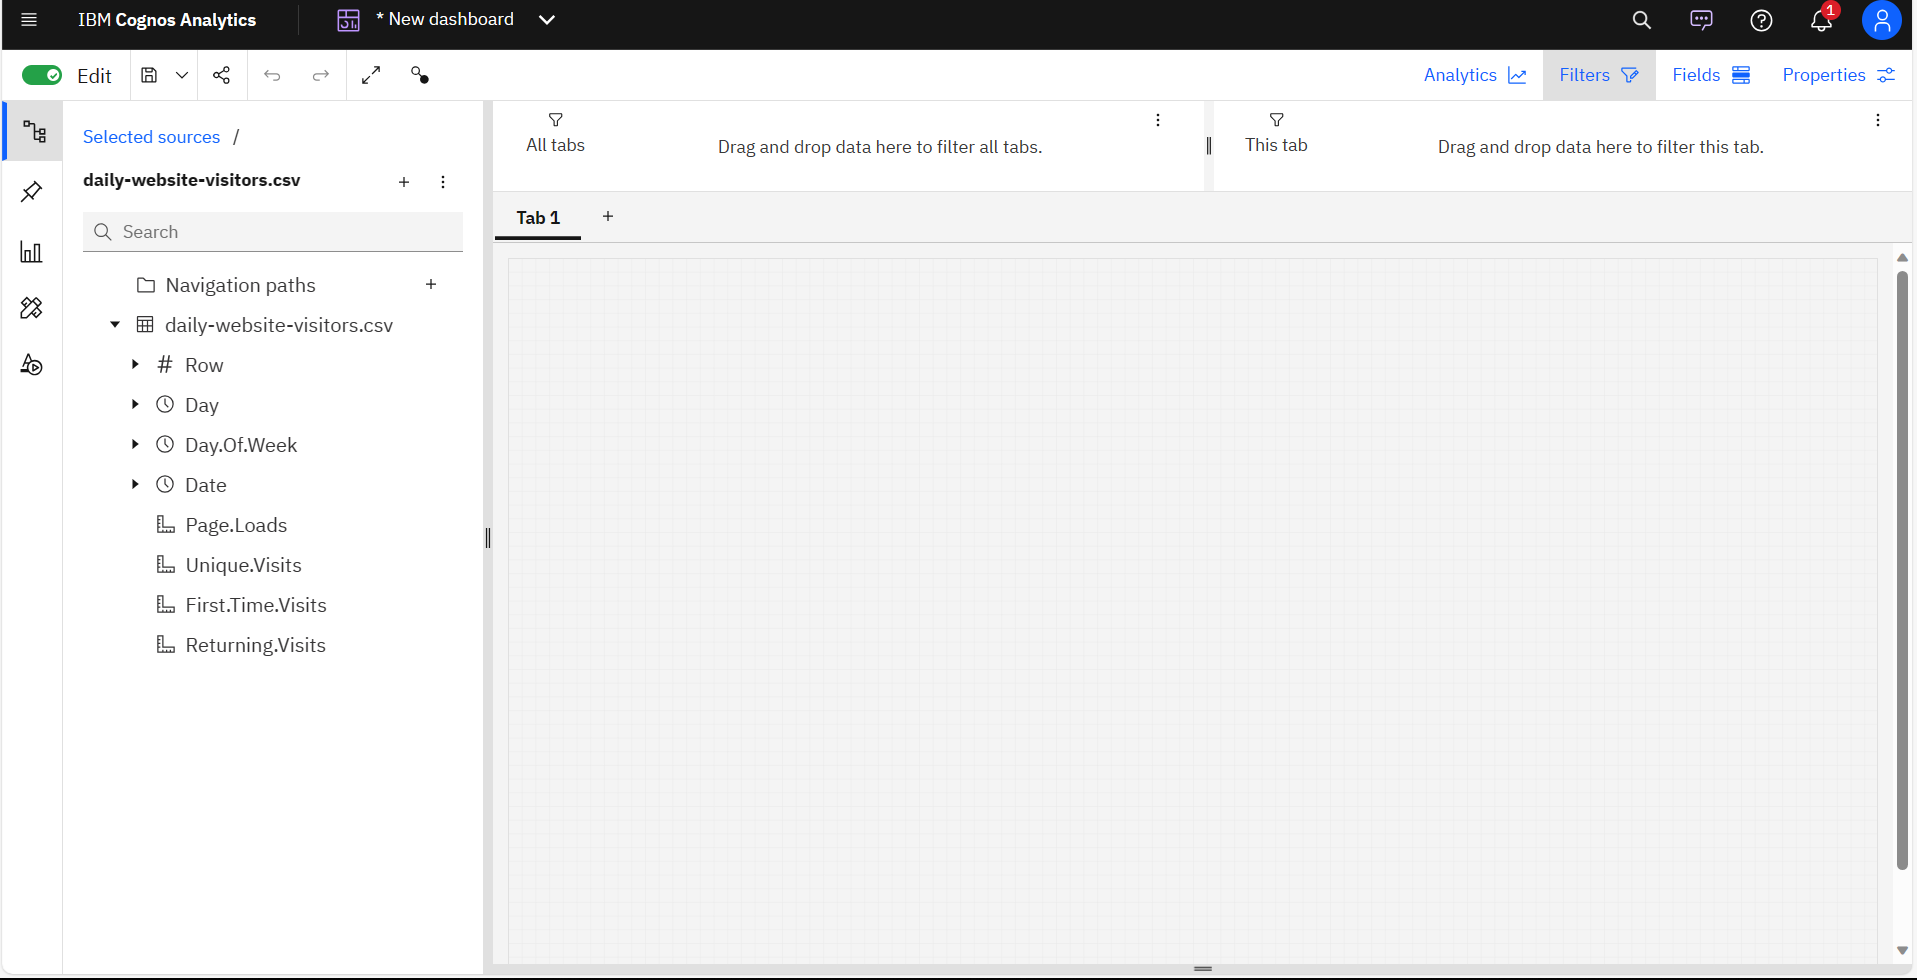 IBM Cognos Analytics
* New dashboard
1
Edit
Analytics
Filters
Fields
Properties
Selected sources /
daily-website-visitors.csv
Search
Navigation paths
daily-website-visitors.csv
Row
Day
Day.Of.Week
Date
Page.Loads
Unique.Visits
First.Time.Visits
Returning.Visits
All tabs
Drag and drop data here to filter all tabs.
This tab
Drag and drop data here to filter this tab.
Tab 1